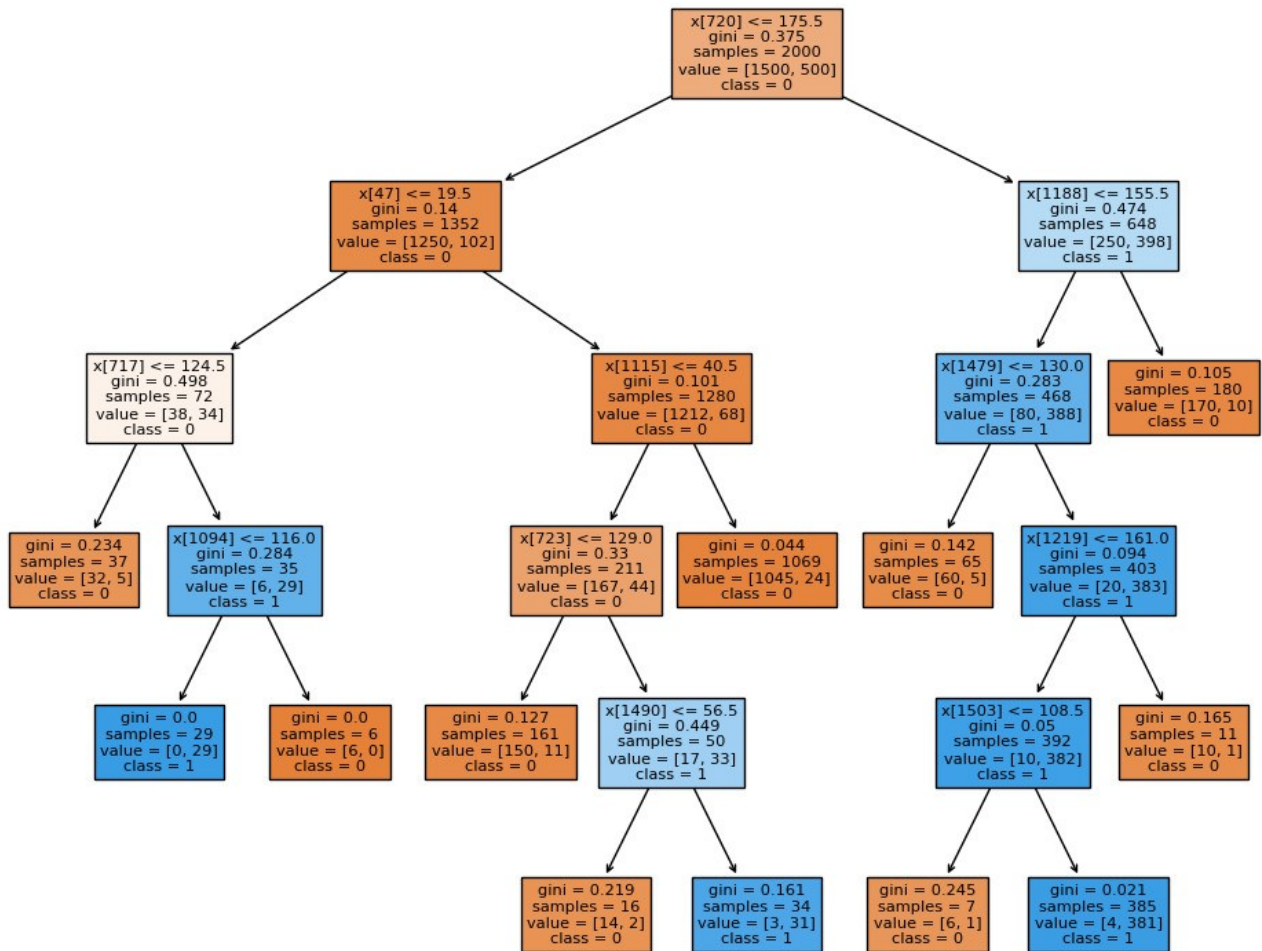 x[720] <= 175.5
gini = 0.375
samples = 2000
value = [1500, 500]
class = 0
x[47] <= 19.5
gini = 0.14
samples = 1352
value = [1250, 102]
class = 0
x[1188] <= 155.5
gini = 0.474
samples = 648
value = [250, 398]
class = 1
x[717] <= 124.5
gini = 0.498
samples = 72
value = [38, 34]
class = 0
x[1115] <= 40.5
gini = 0.101
samples = 1280
value = [1212, 68]
class = 0
x[1479] <= 130.0
gini = 0.283
samples = 468
value = [80, 388]
class = 1
gini = 0.105
samples = 180
value = [170, 10]
class = 0
gini = 0.234
samples = 37
value = [32, 5]
class = 0
x[1094] <= 116.0
gini = 0.284
samples = 35
value = [6, 29]
class = 1
x[723] <= 129.0
gini = 0.33
samples = 211
value = [167, 44]
class = 0
gini = 0.044
samples = 1069
value = [1045, 24]
class = 0
gini = 0.142
samples = 65
value = [60, 5]
class = 0
x[1219] <= 161.0
gini = 0.094
samples = 403
value = [20, 383]
class = 1
gini = 0.0
samples = 29
value = [0, 29]
class = 1
gini = 0.0
samples = 6
value = [6, 0]
class = 0
gini = 0.127
samples = 161
value = [150, 11]
class = 0
x[1490] <= 56.5
gini = 0.449
samples = 50
value = [17, 33]
class = 1
x[1503] <= 108.5
gini = 0.05
samples = 392
value = [10, 382]
class = 1
gini = 0.165
samples = 11
value = [10, 1]
class = 0
gini = 0.219
samples = 16
value = [14, 2]
class = 0
gini = 0.161
samples = 34
value = [3, 31]
class = 1
gini = 0.245
samples = 7
value = [6, 1]
class = 0
gini = 0.021
samples = 385
value = [4, 381]
class = 1